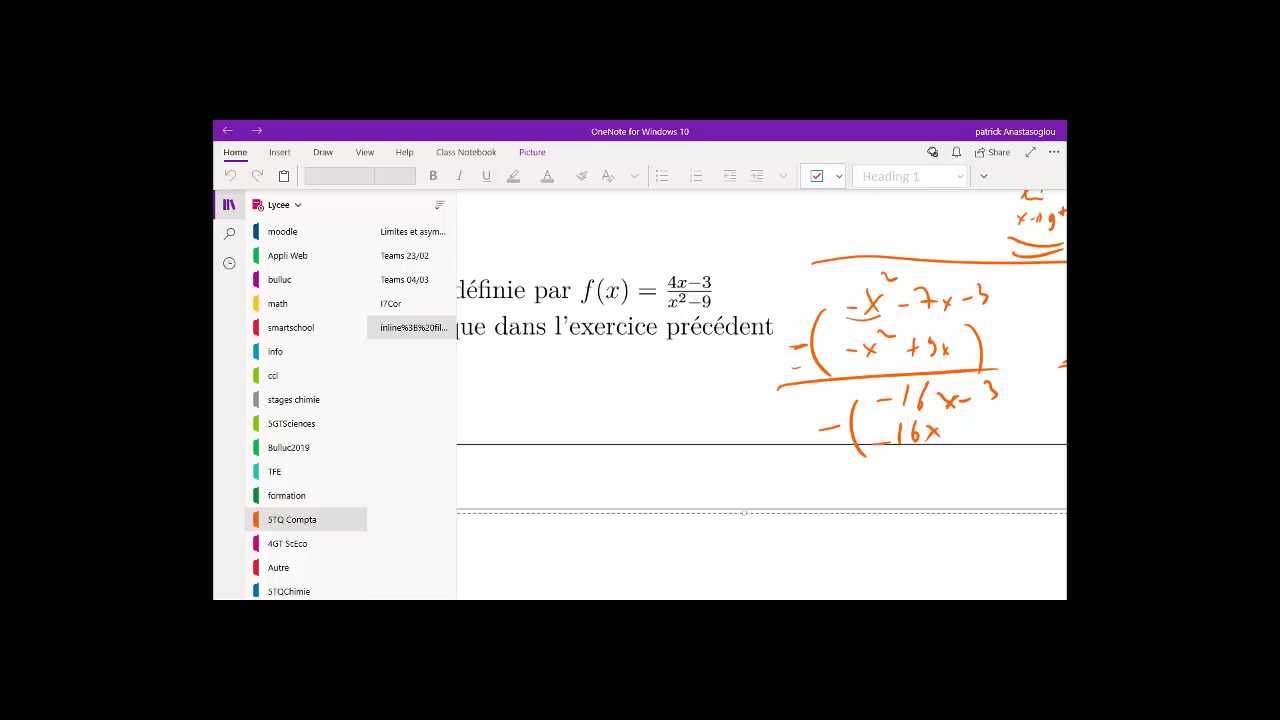 OneNote for Windows 10
patrick Anastasoglou
Home Insert Draw View Help Class Notebook Picture
Share
B I U A
Heading 1
Lycee
moodle
Appli Web
bulluc
math
smartschool
info
ccl
stages chimie
5GTSciences
Bulluc2019
TFE
formation
5TQ Compta
4GT ScEco
Autre
5TQChimie
Limites et asym...
Teams 23/02
Teams 04/03
I7Cor
inline%3B%20fil...
définie par f(x) = \frac{4x−3}{x²−9}
que dans l'exercice précédent
-x² - 7x - 3
-( -x² + 9x )
-16x - 3
-( -16x